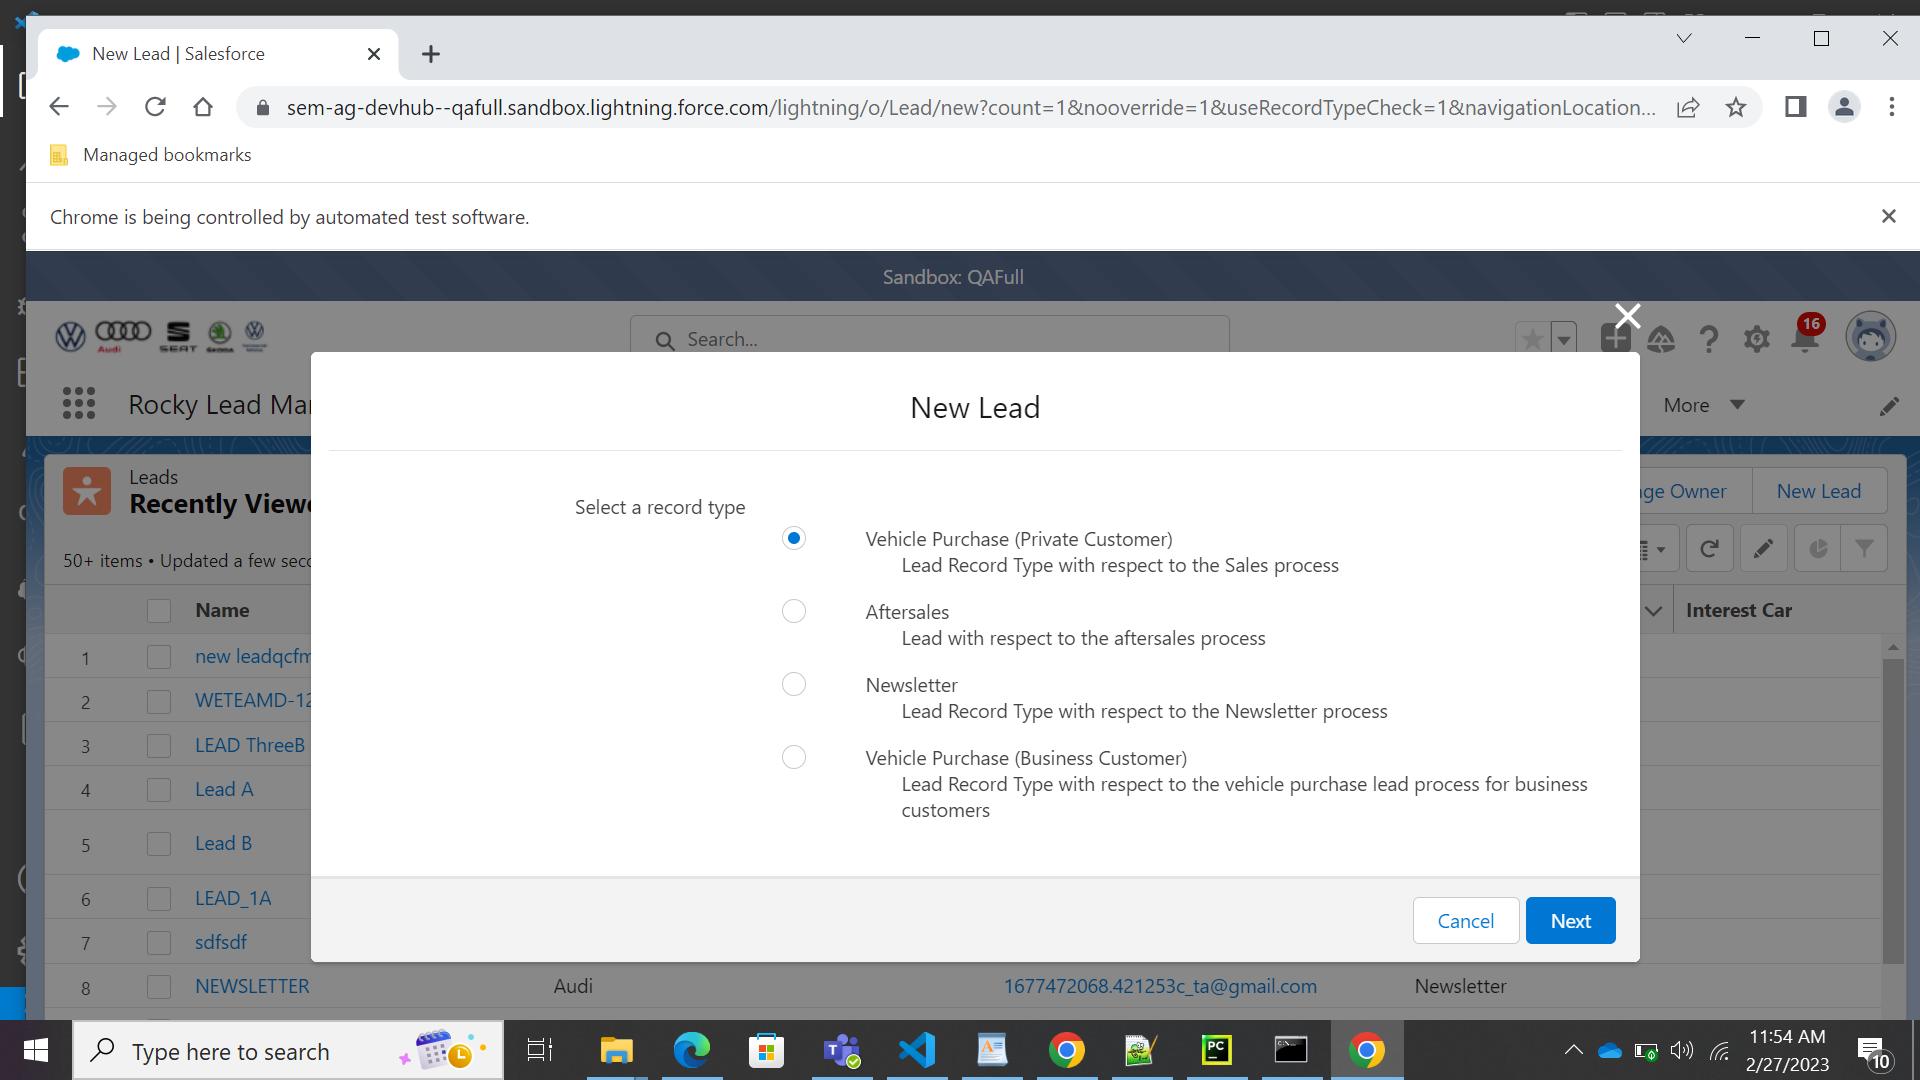 New Lead | Salesforce
sem-ag-devhub--qafull.sandbox.lightning.force.com/lightning/o/Lead/new?count=1&nooverride=1&useRecordTypeCheck=1&navigationLocation...
Managed bookmarks
Chrome is being controlled by automated test software.
Sandbox: QAFull
Audi SEAT ŠKODA
Search...
16
Rocky Lead Mar
More
New Lead
Leads
Recently View
ge Owner
New Lead
50+ items • Updated a few sec
Select a record type
Vehicle Purchase (Private Customer)
Lead Record Type with respect to the Sales process
Aftersales
Lead with respect to the aftersales process
Newsletter
Lead Record Type with respect to the Newsletter process
Vehicle Purchase (Business Customer)
Lead Record Type with respect to the vehicle purchase lead process for business
customers
Cancel
Next
Name
Interest Car
1 new leadqcfm
2 WETEAMD-12
3 LEAD ThreeB
4 Lead A
5 Lead B
6 LEAD_1A
7 sdfsdf
8 NEWSLETTER Audi 1677472068.421253c_ta@gmail.com Newsletter
Type here to search
PC
11:54 AM
2/27/2023
10